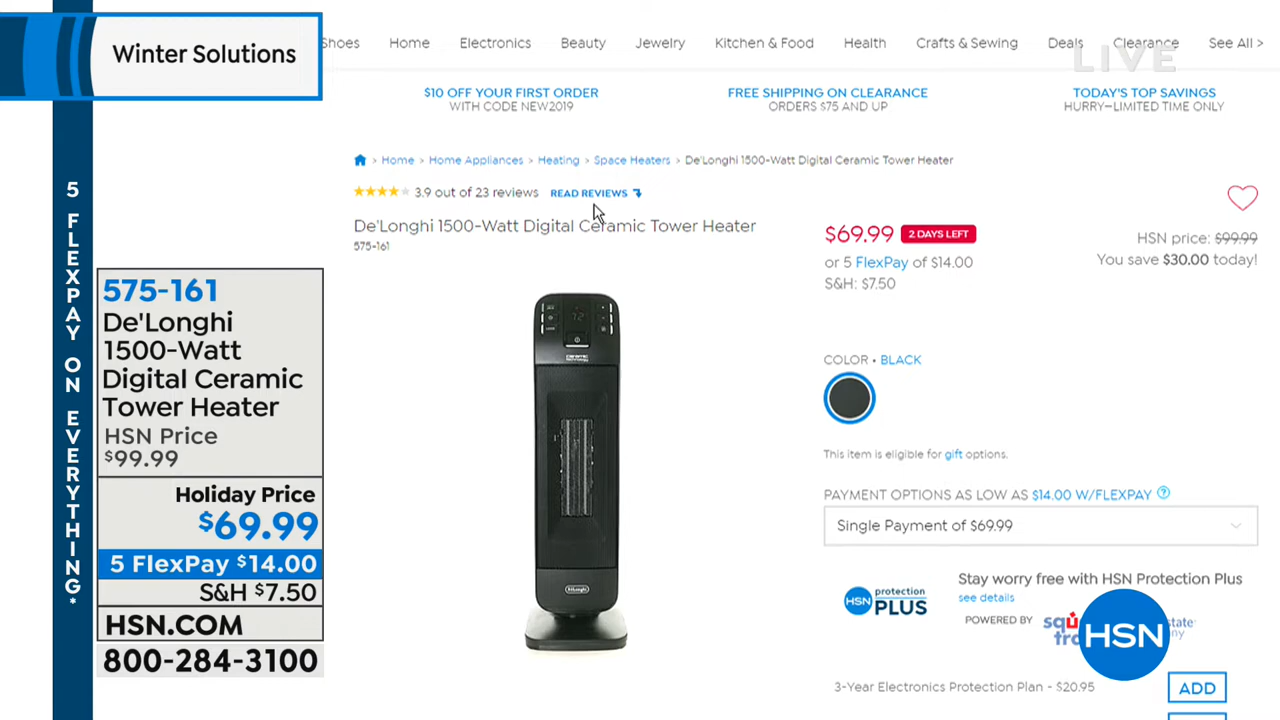 Winter Solutions
Shoes Home Electronics Beauty Jewelry Kitchen & Food Health Crafts & Sewing Deals Clearance See All >
LIVE
$10 OFF YOUR FIRST ORDER
WITH CODE NEW2019
FREE SHIPPING ON CLEARANCE
ORDERS $75 AND UP
TODAY'S TOP SAVINGS
HURRY–LIMITED TIME ONLY
> Home > Home Appliances > Heating > Space Heaters > De'Longhi 1500-Watt Digital Ceramic Tower Heater
3.9 out of 23 reviews READ REVIEWS
De'Longhi 1500-Watt Digital Ceramic Tower Heater
575-161
$69.99 2 DAYS LEFT
or 5 FlexPay of $14.00
S&H: $7.50
HSN price: $99.99
You save $30.00 today!
COLOR • BLACK
This item is eligible for gift options.
PAYMENT OPTIONS AS LOW AS $14.00 W/FLEXPAY ?
Single Payment of $69.99
HSN protection PLUS
Stay worry free with HSN Protection Plus
see details
POWERED BY
HSN
3-Year Electronics Protection Plan - $20.95
ADD
5 FLEXPAY ON EVERYTHING*
575-161
De'Longhi
1500-Watt
Digital Ceramic
Tower Heater
HSN Price
$99.99
Holiday Price
$69.99
5 FlexPay $14.00
S&H $7.50
HSN.COM
800-284-3100
72
DeLonghi